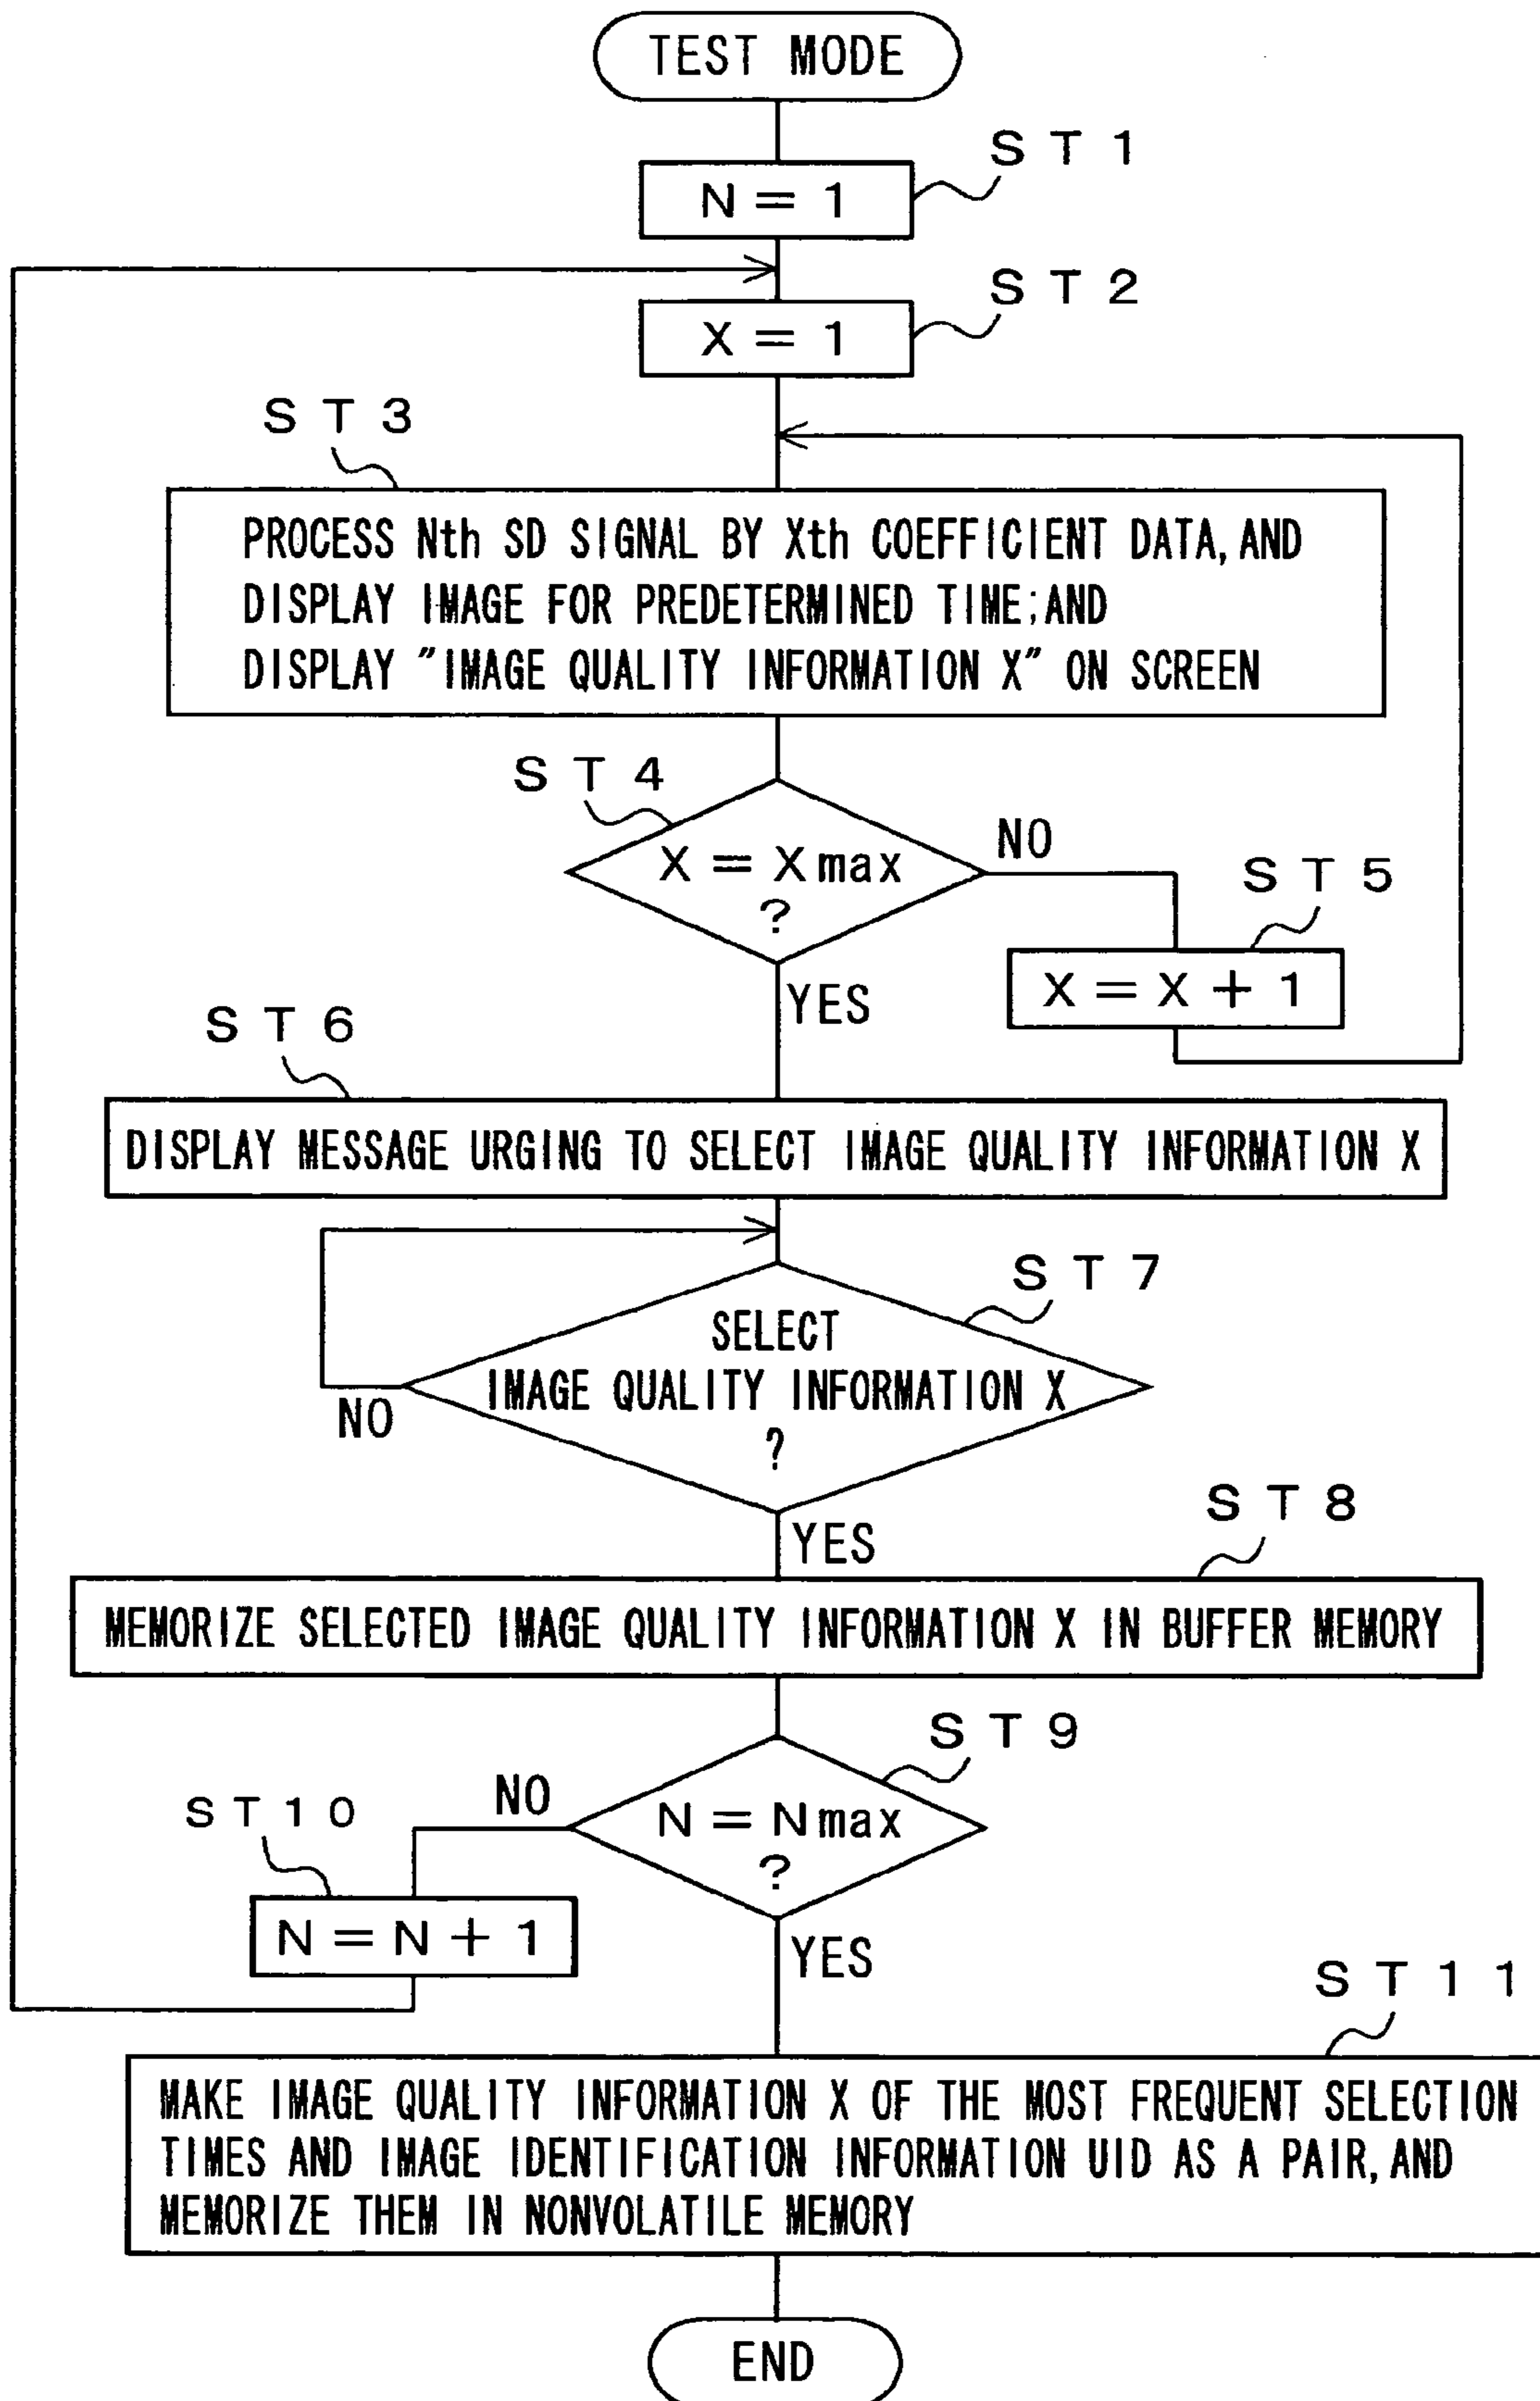 TEST MODE
ST1
N = 1
ST2
X = 1
ST3
PROCESS Nth SD SIGNAL BY Xth COEFFICIENT DATA, AND
DISPLAY IMAGE FOR PREDETERMINED TIME; AND
DISPLAY "IMAGE QUALITY INFORMATION X" ON SCREEN
ST4
X = Xmax
?
NO
ST5
X = X + 1
YES
ST6
DISPLAY MESSAGE URGING TO SELECT IMAGE QUALITY INFORMATION X
ST7
SELECT
IMAGE QUALITY INFORMATION X
?
NO
YES
ST8
MEMORIZE SELECTED IMAGE QUALITY INFORMATION X IN BUFFER MEMORY
ST9
N = Nmax
?
NO
ST10
N = N + 1
YES
ST11
MAKE IMAGE QUALITY INFORMATION X OF THE MOST FREQUENT SELECTION
TIMES AND IMAGE IDENTIFICATION INFORMATION UID AS A PAIR, AND
MEMORIZE THEM IN NONVOLATILE MEMORY
END